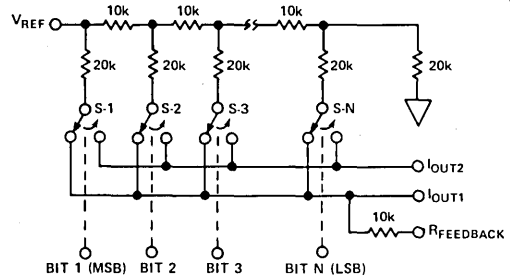 10k 10k 10k
VREF
20k 20k 20k 20k 20k
S-1 S-2 S-3 S-N
IOUT2
IOUT1
10k
RFEEDBACK
BIT 1 (MSB) BIT 2 BIT 3 BIT N (LSB)